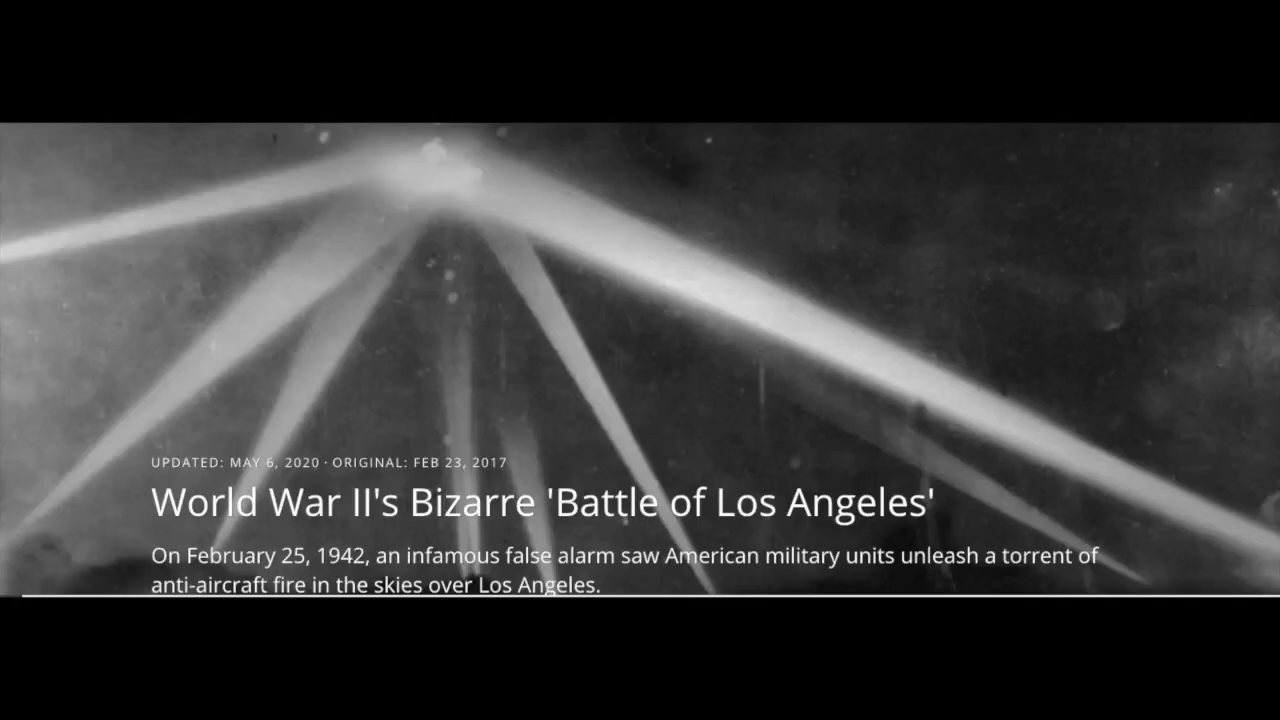 UPDATED: MAY 6, 2020 · ORIGINAL: FEB 23, 2017
World War II's Bizarre 'Battle of Los Angeles'
On February 25, 1942, an infamous false alarm saw American military units unleash a torrent of
anti-aircraft fire in the skies over Los Angeles.